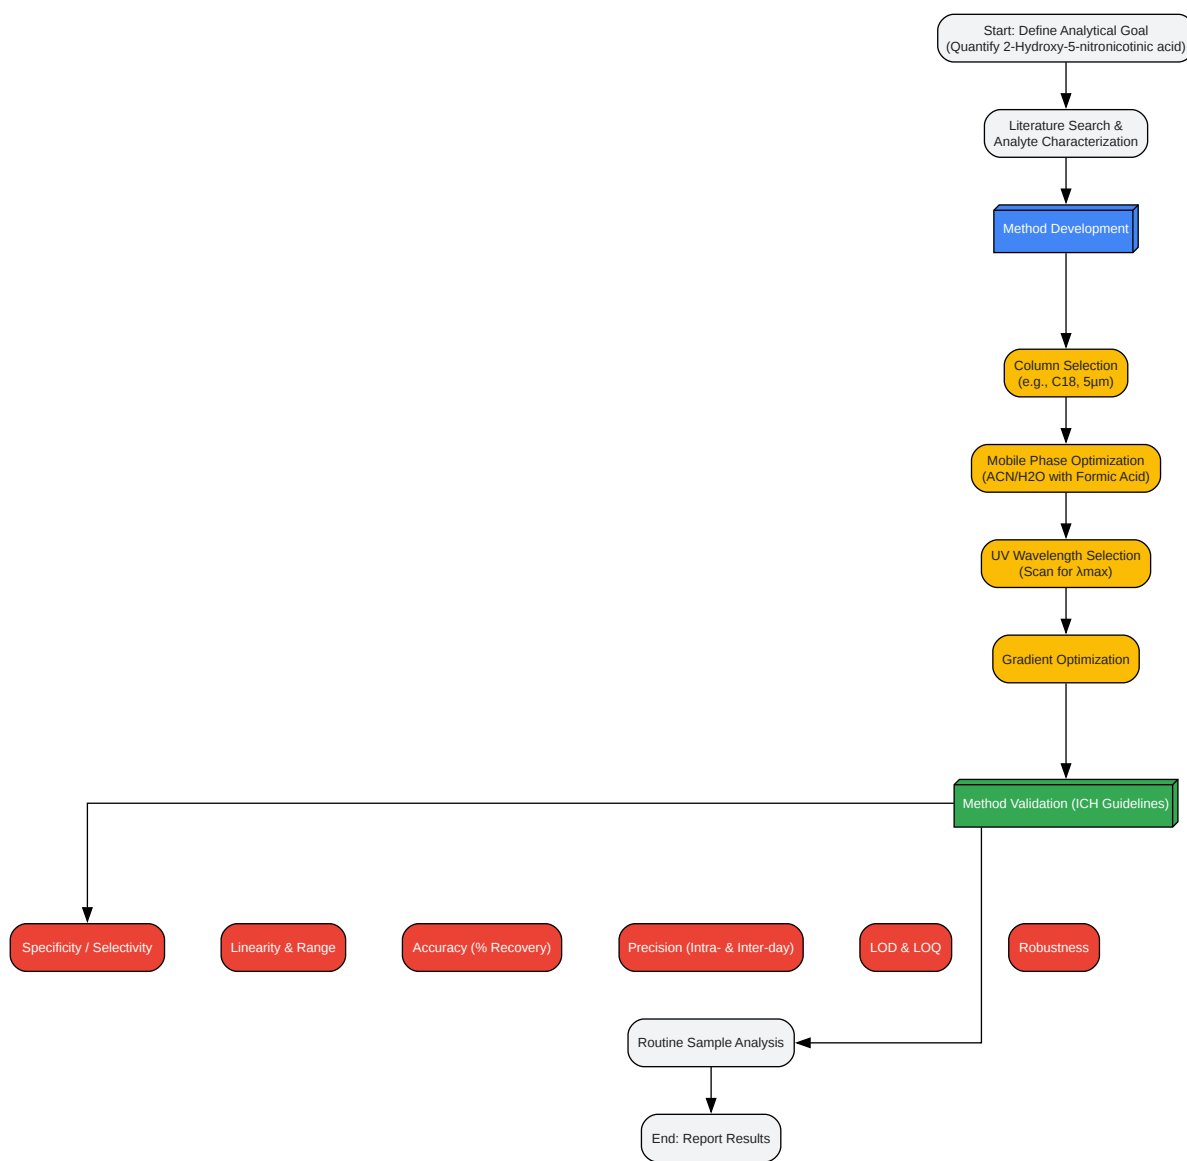 Start: Define Analytical Goal
(Quantify 2-Hydroxy-5-nitronicotinic acid)
Literature Search &
Analyte Characterization
Method Development
Column Selection
(e.g., C18, 5µm)
Mobile Phase Optimization
(ACN/H2O with Formic Acid)
UV Wavelength Selection
(Scan for λmax)
Gradient Optimization
Method Validation (ICH Guidelines)
Specificity / Selectivity
Linearity & Range
Accuracy (% Recovery)
Precision (Intra- & Inter-day)
LOD & LOQ
Robustness
Routine Sample Analysis
End: Report Results